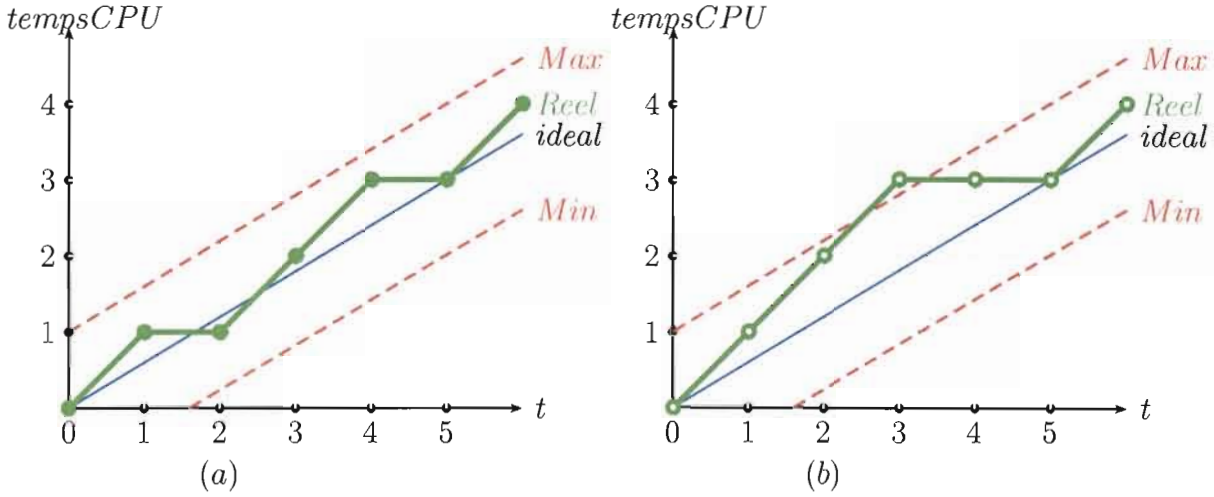 tempsCPU
Max
Reel
ideal
Min
4
3
2
1
0 1 2 3 4 5
t
(a)
tempsCPU
Max
Reel
ideal
Min
4
3
2
1
0 1 2 3 4 5
t
(b)